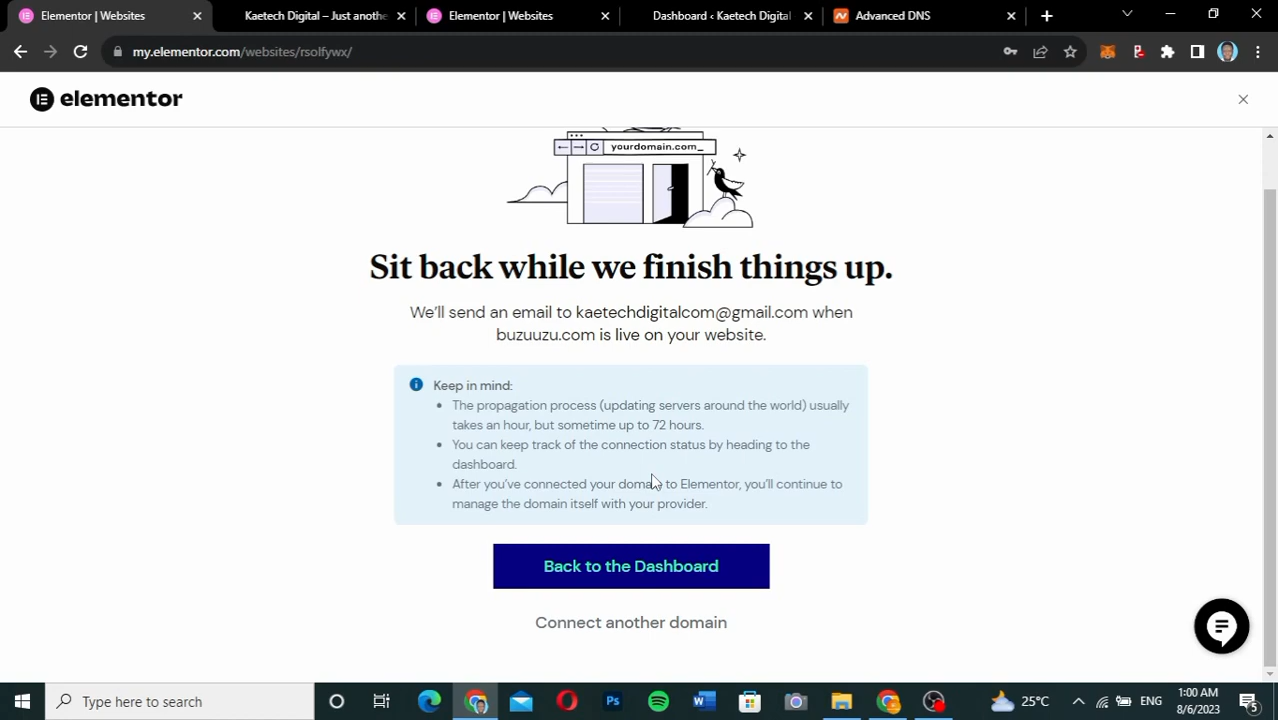 Elementor | Websites
Kaetech Digital – Just anothe
Elementor | Websites
Dashboard ‹ Kaetech Digital
Advanced DNS
my.elementor.com/websites/rsolfywx/
elementor
yourdomain.com_
Sit back while we finish things up.
We'll send an email to kaetechdigitalcom@gmail.com when
buzuuzu.com is live on your website.
Keep in mind:
The propagation process (updating servers around the world) usually
takes an hour, but sometime up to 72 hours.
You can keep track of the connection status by heading to the
dashboard.
After you've connected your domain to Elementor, you'll continue to
manage the domain itself with your provider.
Back to the Dashboard
Connect another domain
Type here to search
Ps
25°C
ENG
1:00 AM
8/6/2023
5